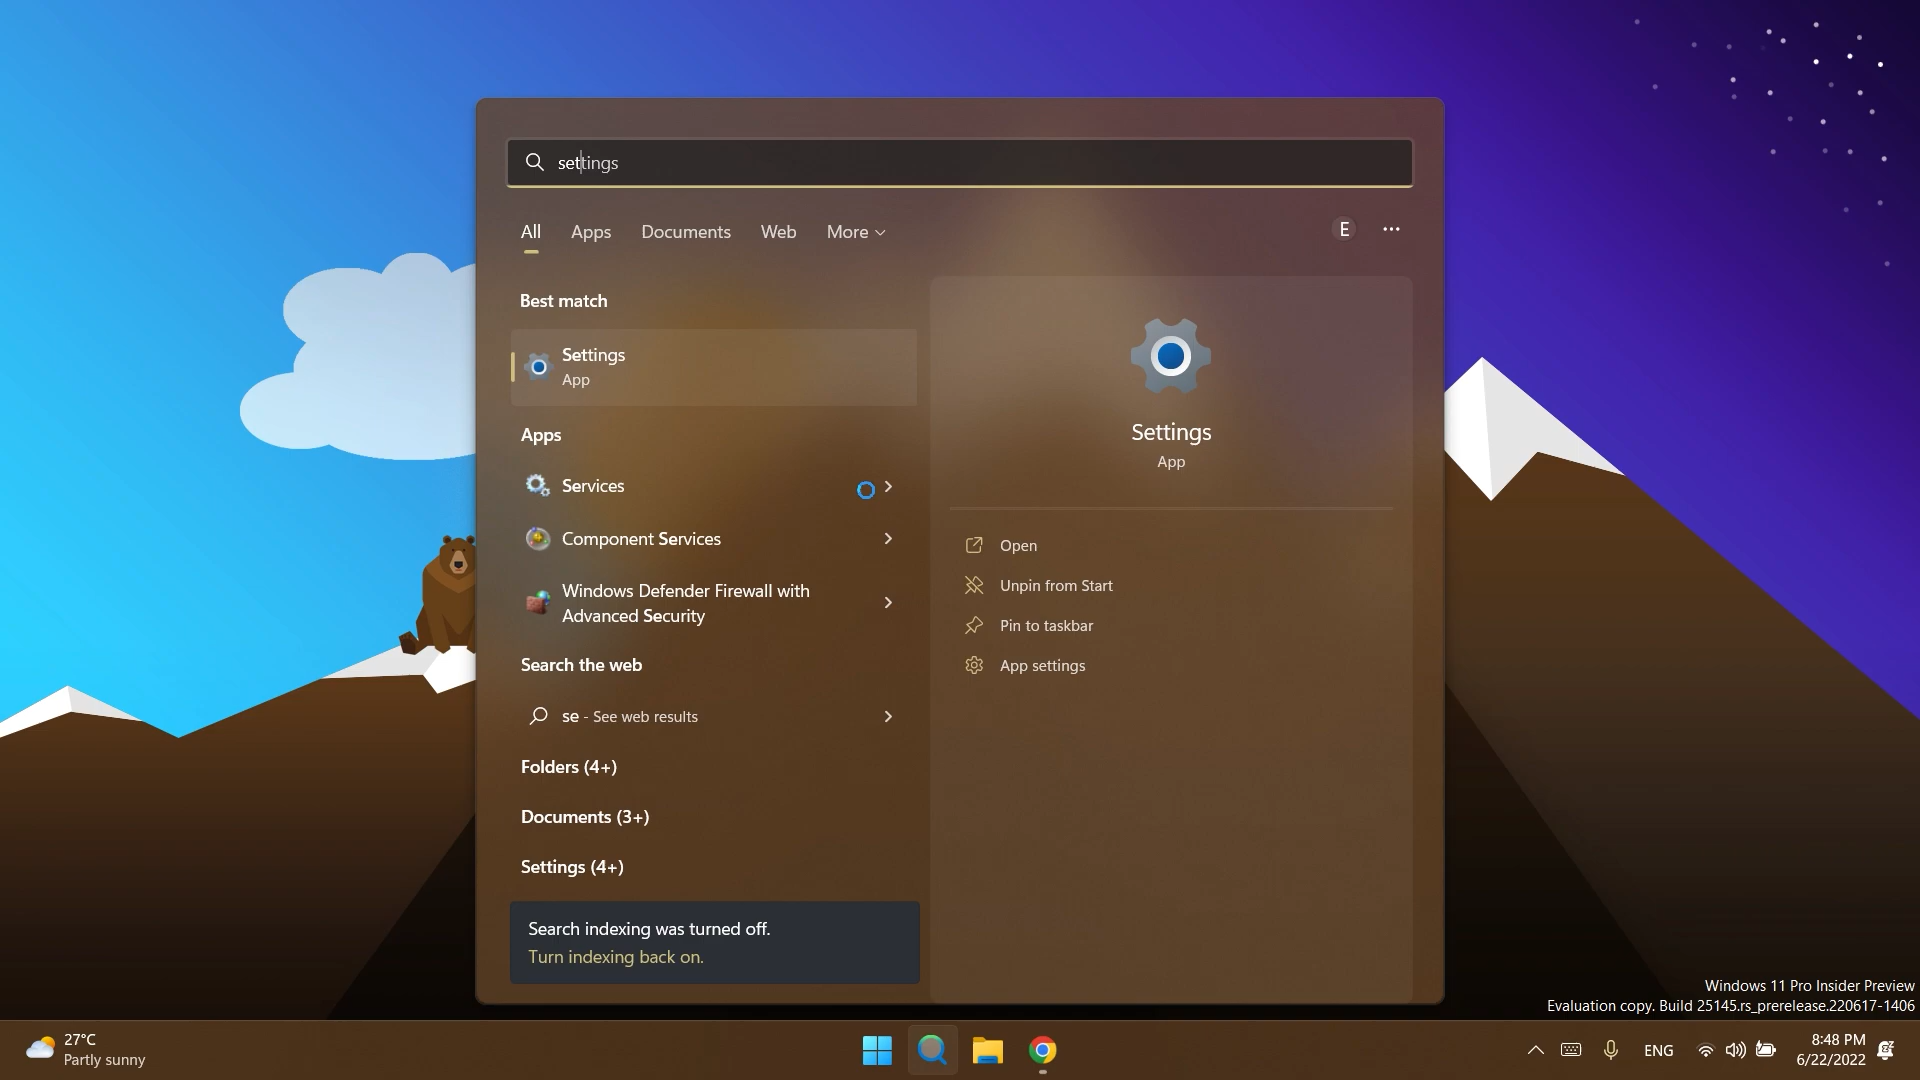 settings
All Apps Documents Web More E
Best match
Settings
App
Apps
Services
Component Services
Windows Defender Firewall with
Advanced Security
Search the web
se - See web results
Folders (4+)
Documents (3+)
Settings (4+)
Search indexing was turned off.
Turn indexing back on.
Settings
App
Open
Unpin from Start
Pin to taskbar
App settings
Windows 11 Pro Insider Preview
Evaluation copy. Build 25145.rs_prerelease.220617-1406
27°C
Partly sunny
ENG
8:48 PM
6/22/2022